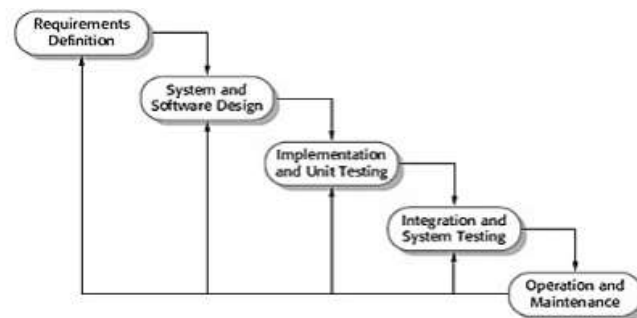 Requirements
Definition
System and
Software Design
Implementation
and Unit Testing
Integration and
System Testing
Operation and
Maintenance